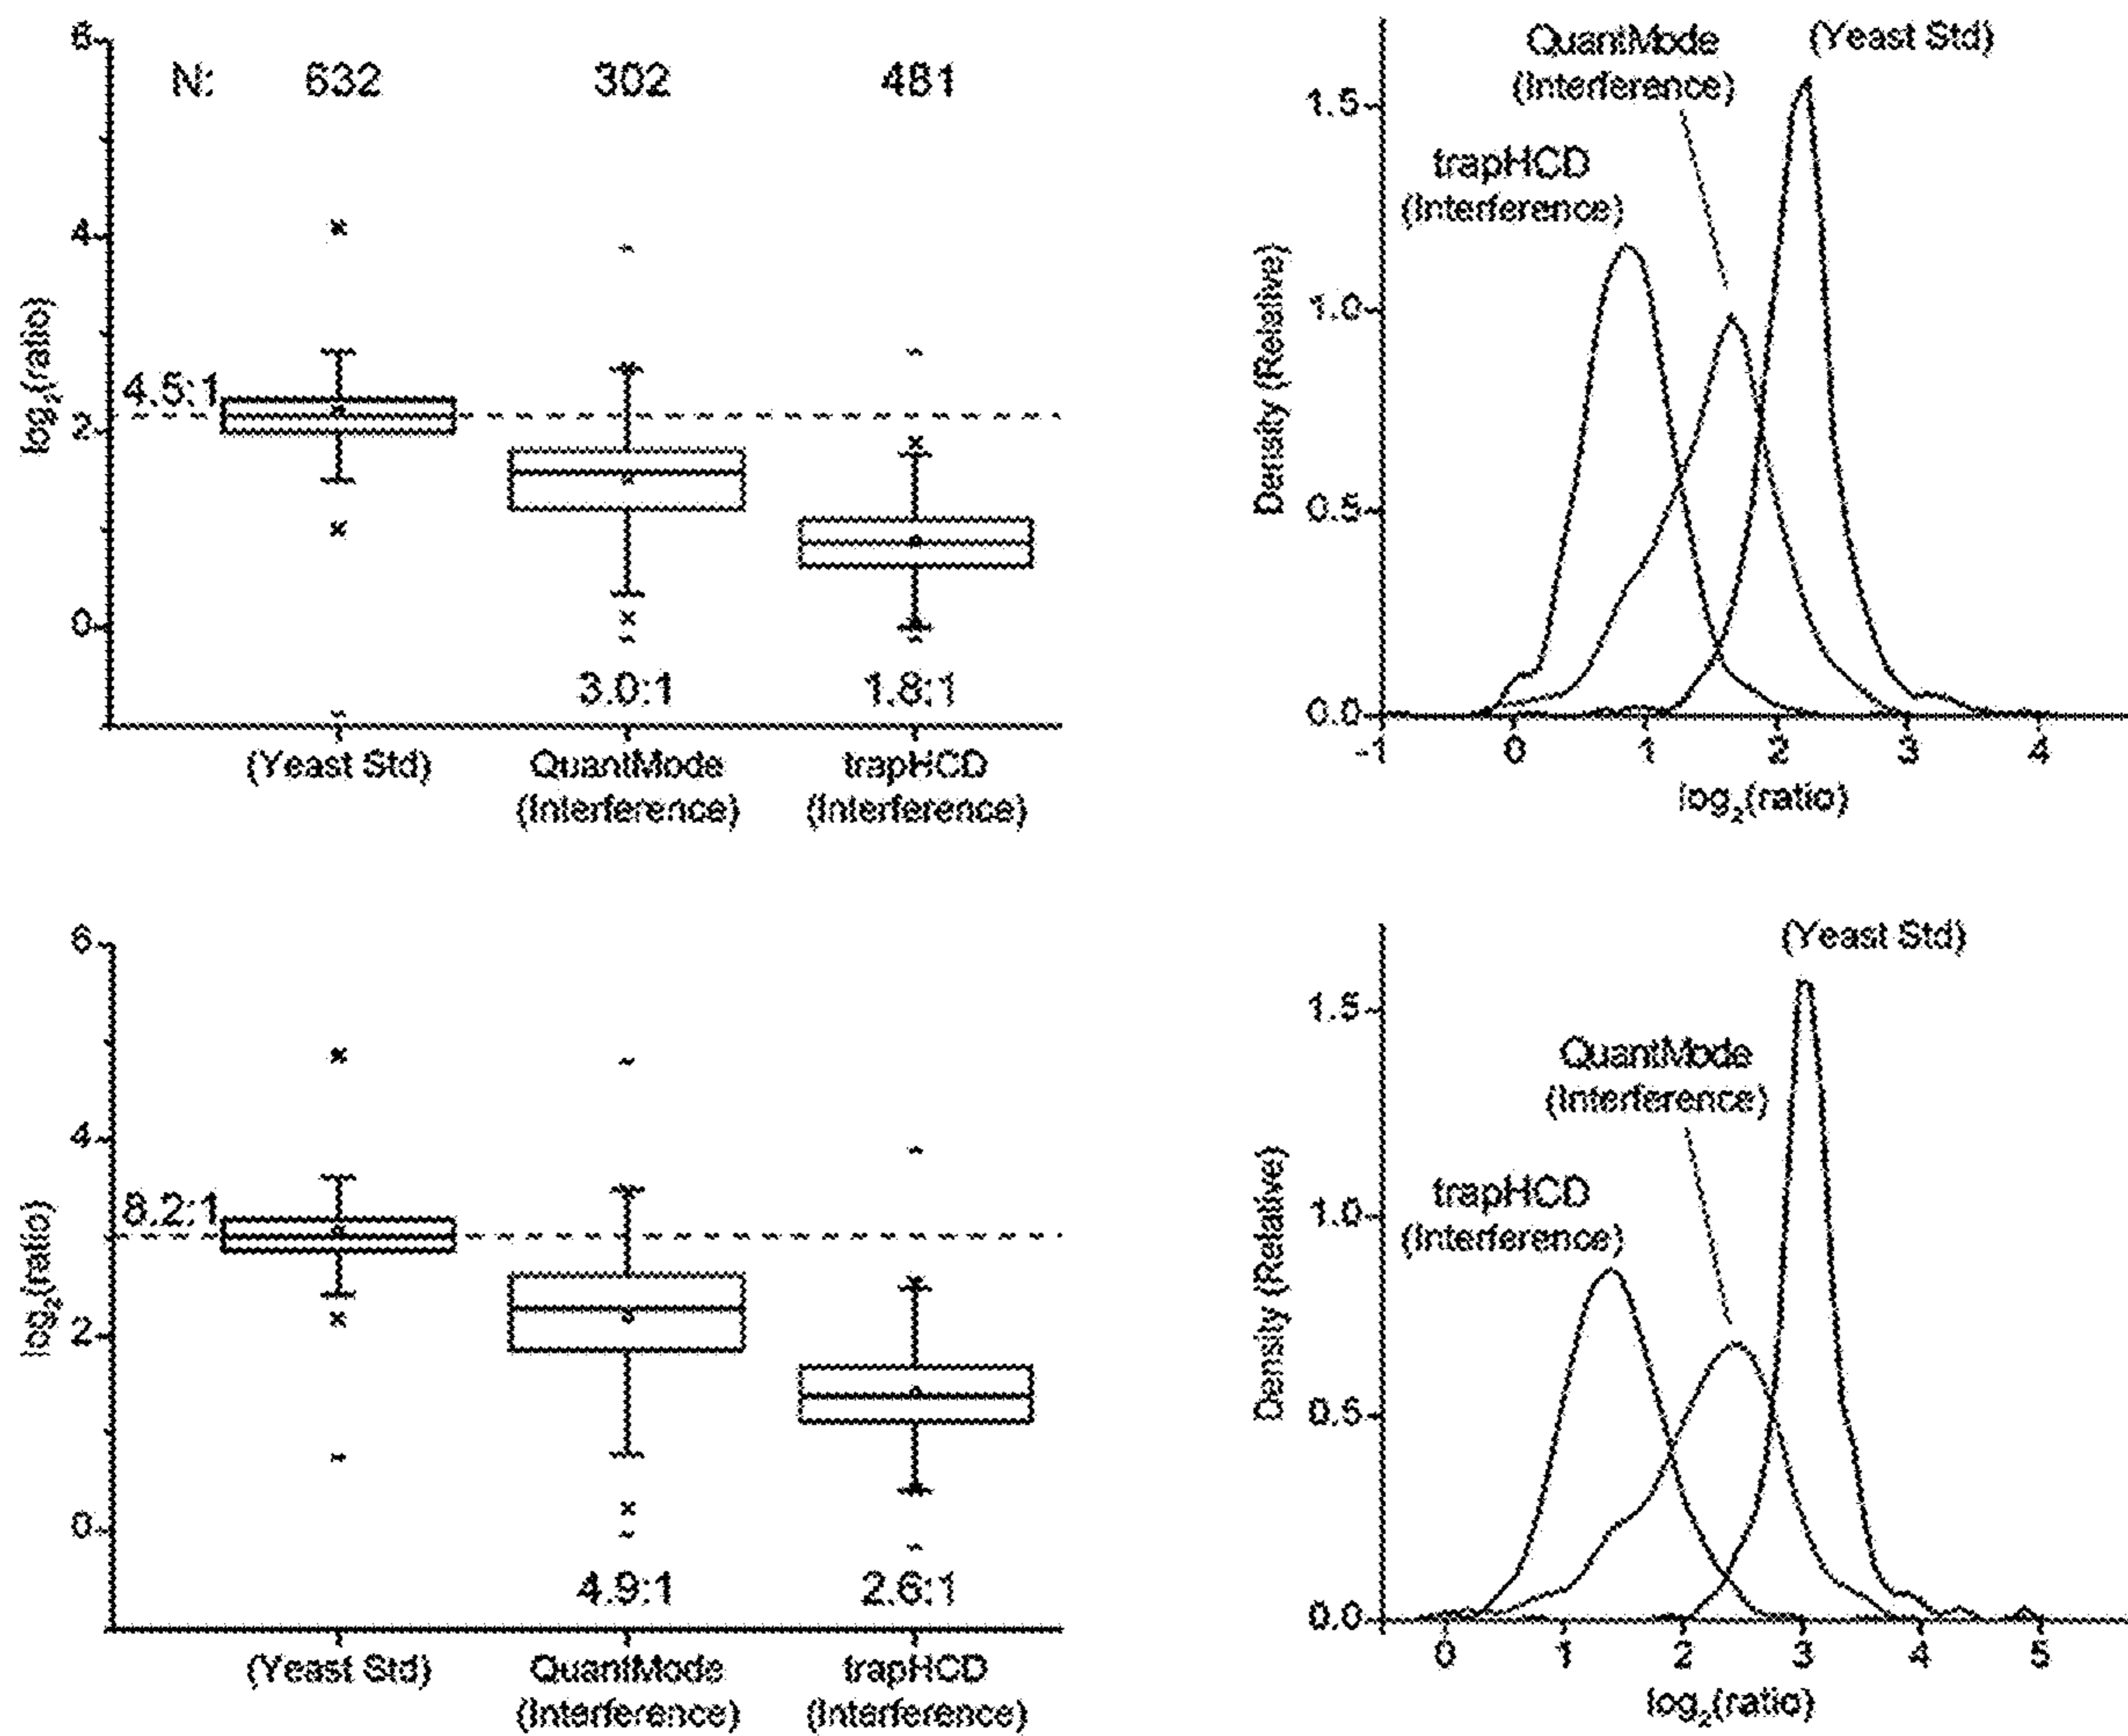 6
N: 632 302 481
4
log₂(ratio)
4.5:1
2
0
3.0:1 1.8:1
(Yeast Std) QuantMode trapHCD
(Interference) (Interference)
QuantMode (Yeast Std)
(Interference)
1.5
trapHCD
(Interference)
Density (Relative)
1.0
0.5
0.0
-1 0 1 2 3 4
log₂(ratio)
6
4
log₂(ratio)
8.2:1
2
0
4.9:1 2.6:1
(Yeast Std) QuantMode trapHCD
(Interference) (Interference)
(Yeast Std)
1.5
QuantMode
(Interference)
trapHCD
(Interference)
Density (Relative)
1.0
0.5
0.0
0 1 2 3 4 5
log₂(ratio)